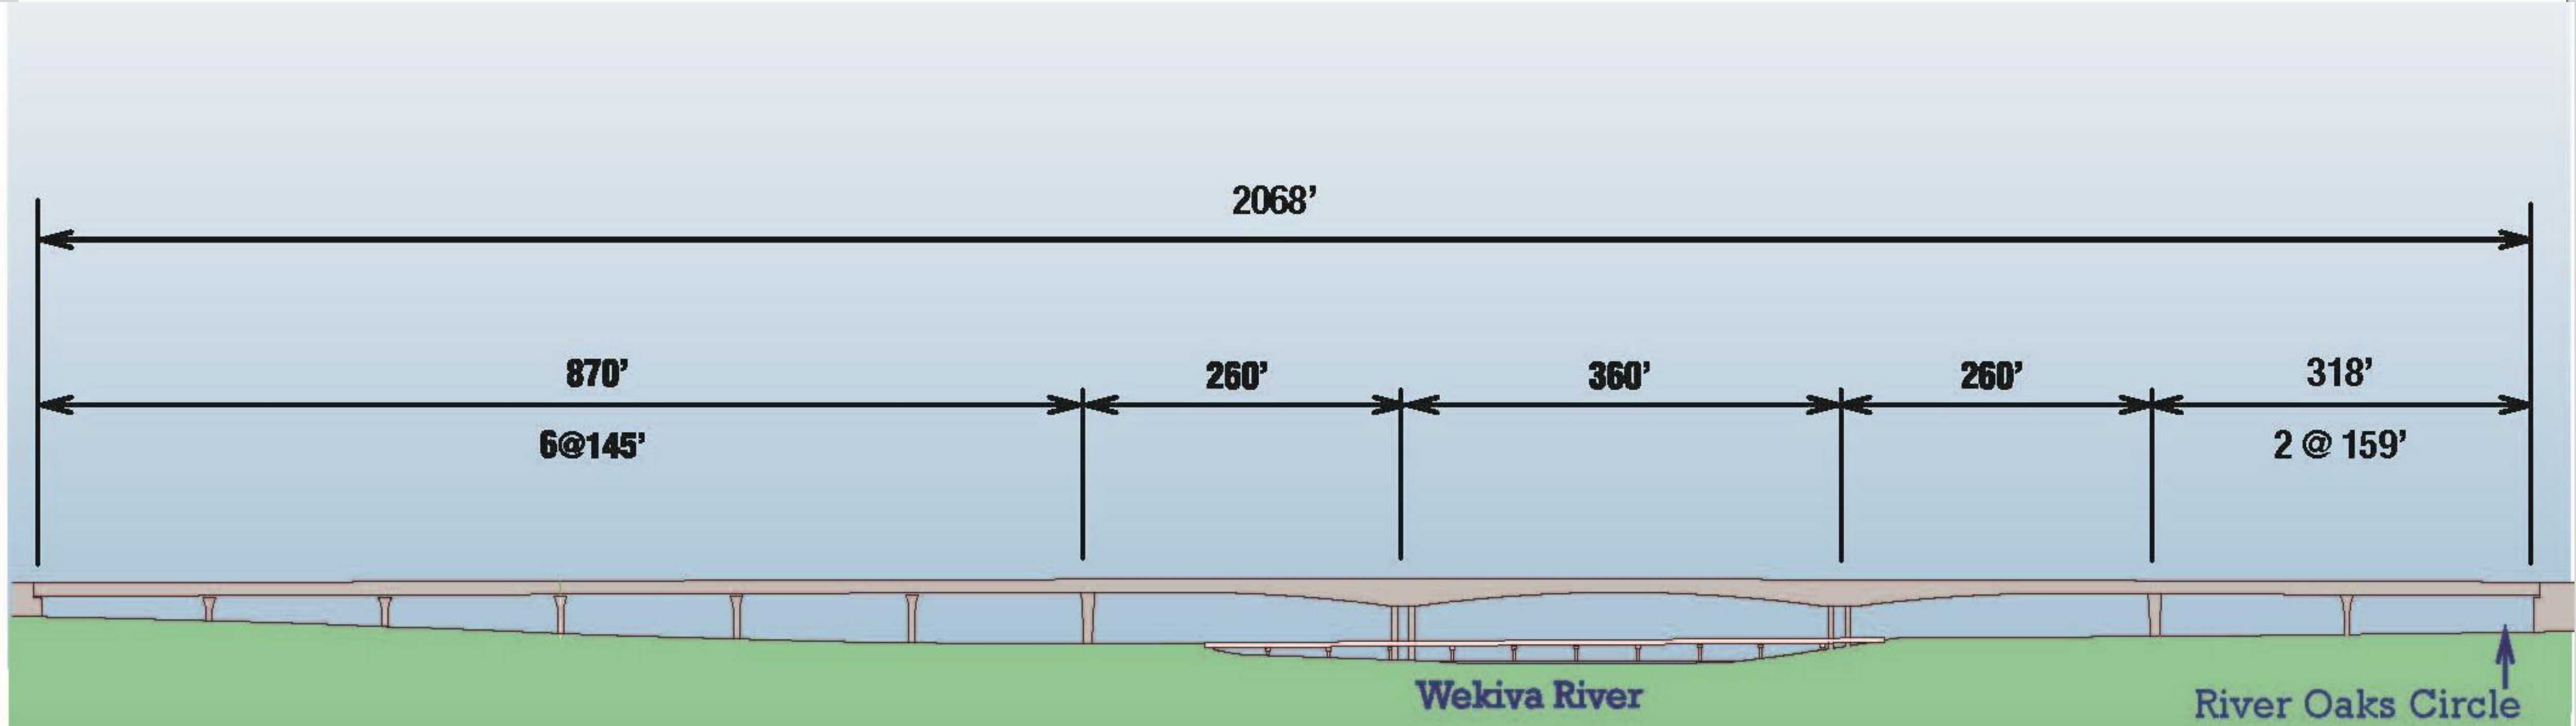 2068’
870’
260’
360’
260’
318’
6@145’
2 @ 159’
Wekiva River
River Oaks Circle